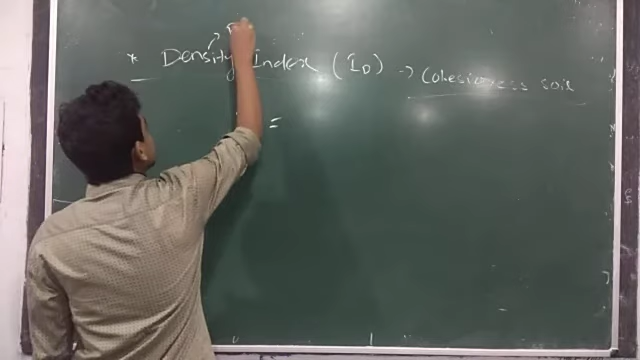 * Density Index (ID) → Cohesionless soil
=